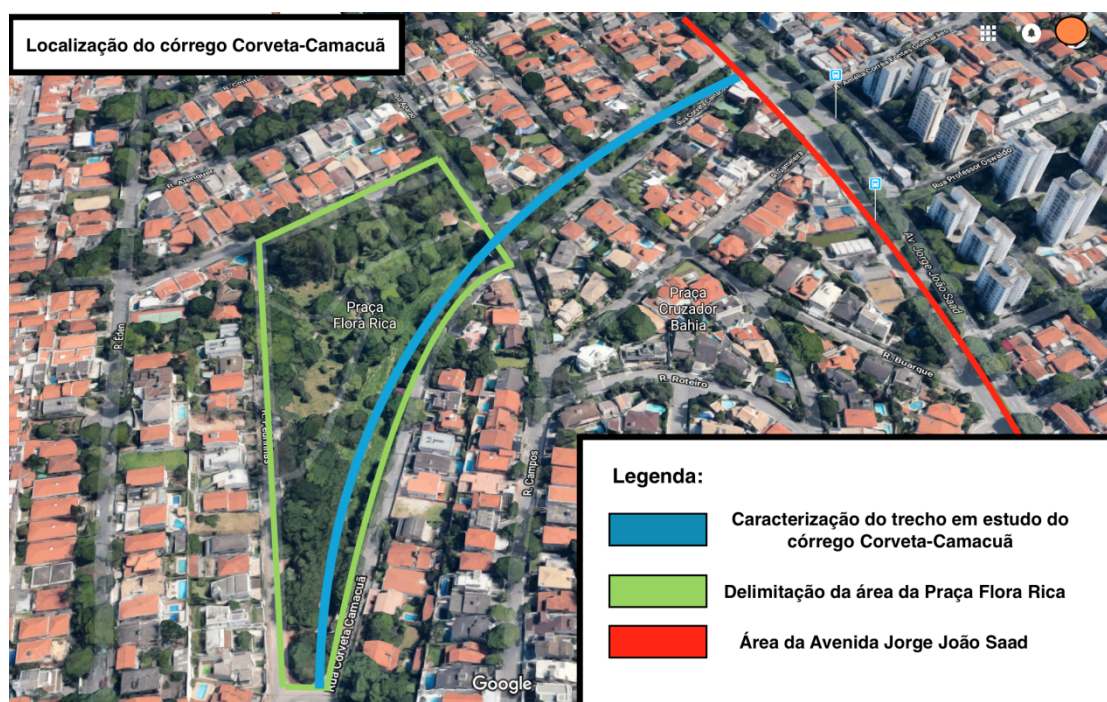 Localização do córrego Corveta-Camacuã
R. Alenquer
R. Eden
Praça
Flora Rica
Praça
Cruzador
Bahia
R. Roteiro
R. Buarque
R. Campos
Rua Corveta Camacuã
Rua Professor Oswaldo
Av. Jorge João Saad
Google
Legenda:
Caracterização do trecho em estudo do
córrego Corveta-Camacuã
Delimitação da área da Praça Flora Rica
Área da Avenida Jorge João Saad